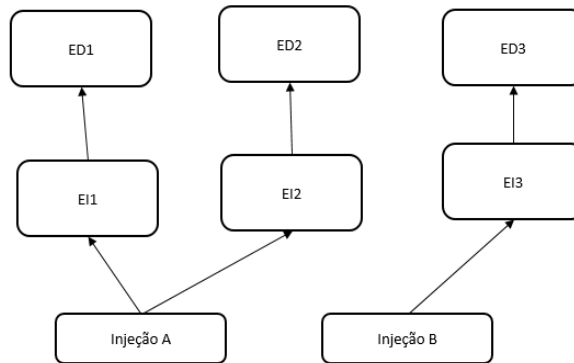 ED1
ED2
ED3
EI1
EI2
EI3
Injeção A
Injeção B